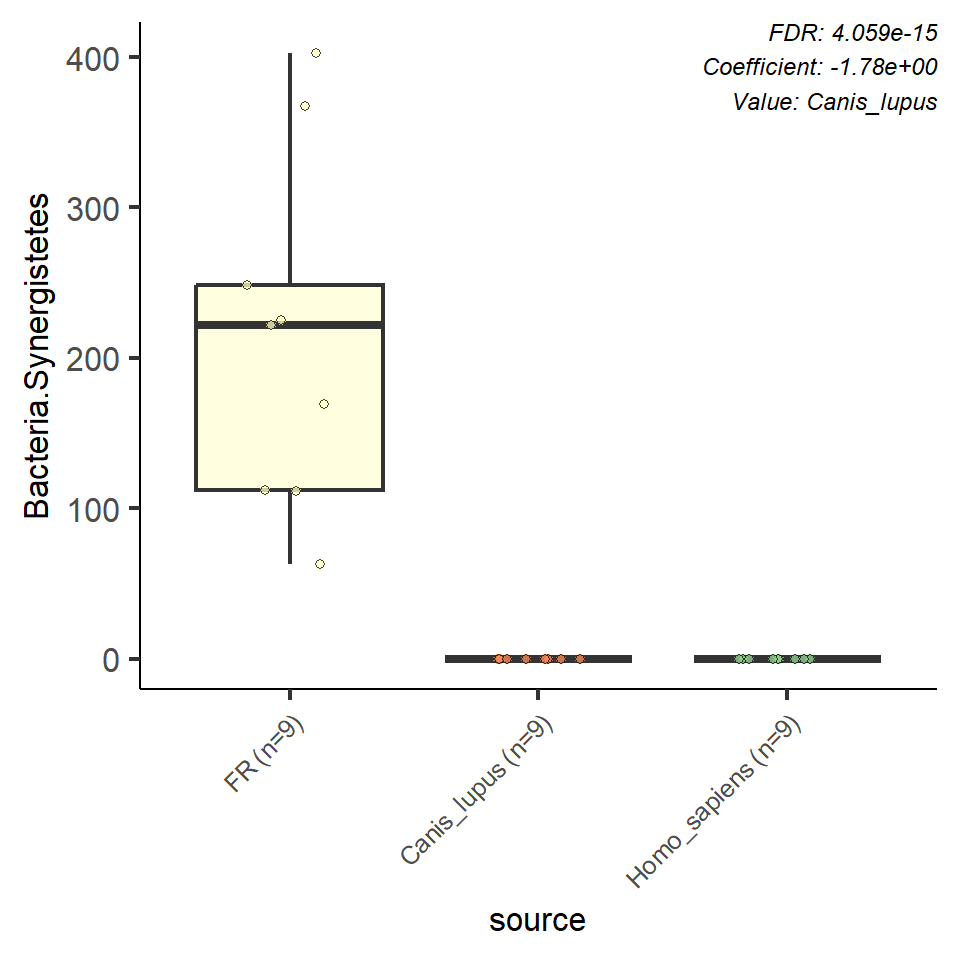 FDR: 4.059e-15
Coefficient: -1.78e+00
Value: Canis_lupus
Bacteria.Synergistetes
400
300
200
100
0
FR (n=9)
Canis_lupus (n=9)
Homo_sapiens (n=9)
source